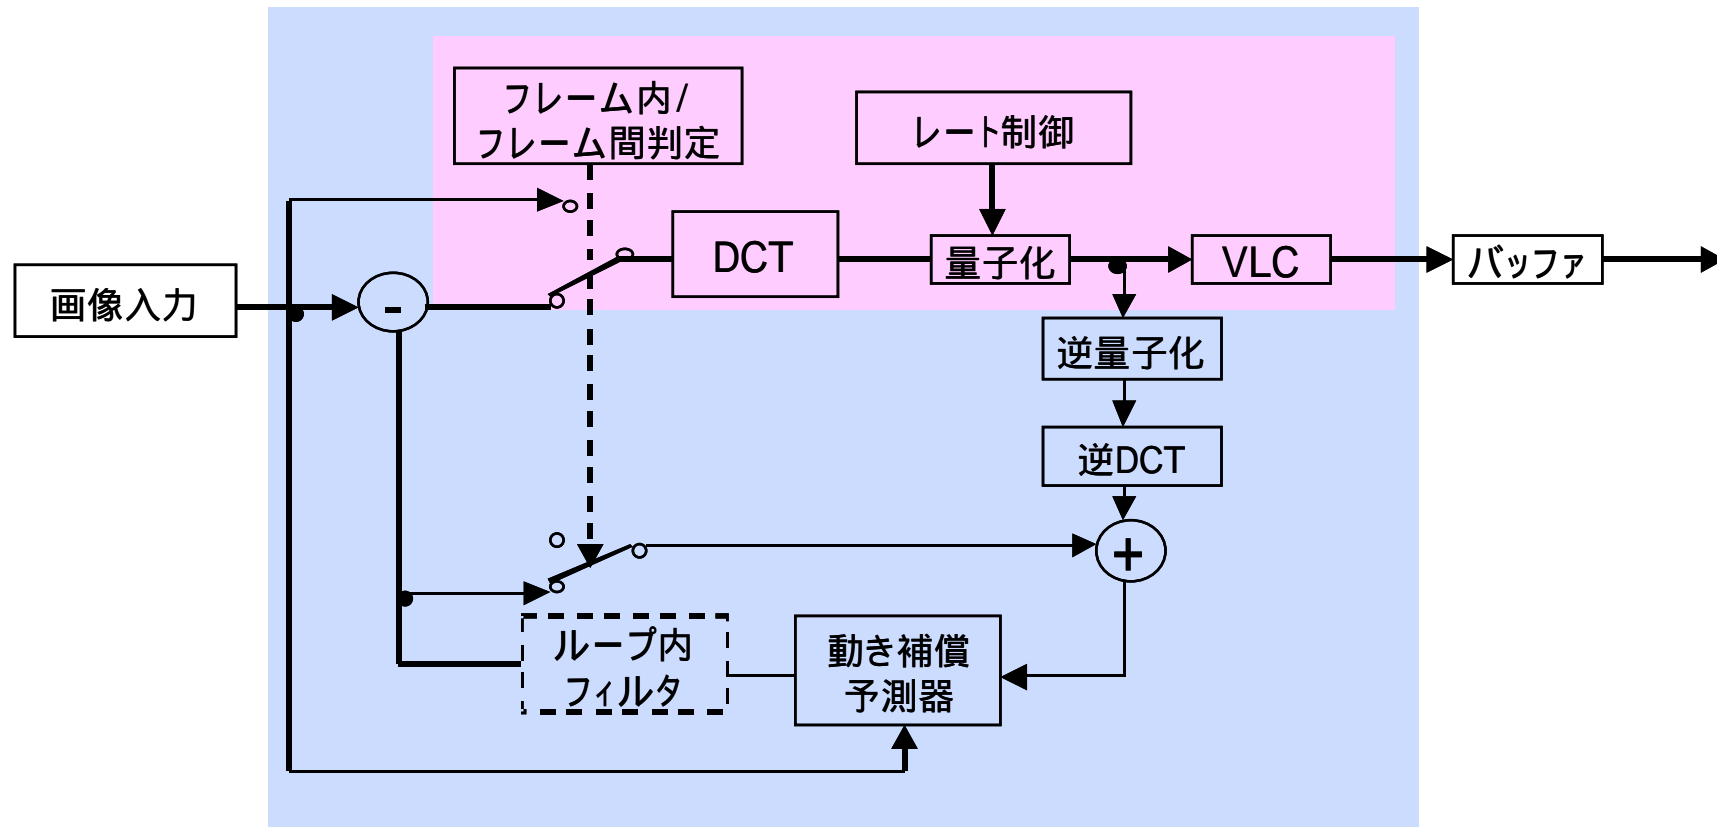 フレーム内/
フレーム間判定
レート制御
DCT
量子化
VLC
バッファ
画像入力
-
逆量子化
逆DCT
+
ループ内
フィルタ
動き補償
予測器